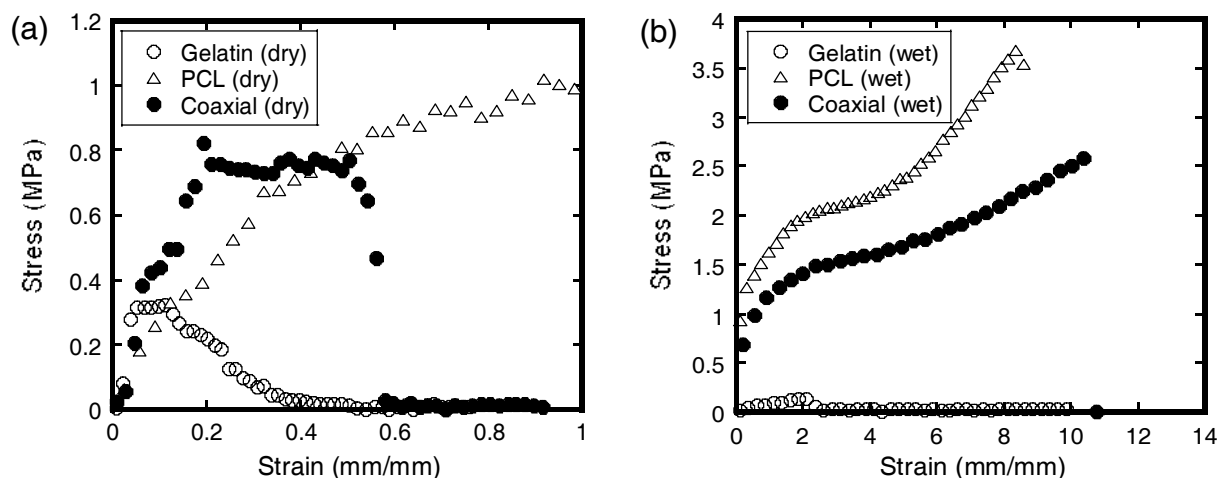 (a)
1.2
1
0.8
0.6
0.4
0.2
0
Stress (MPa)
Gelatin (dry)
PCL (dry)
Coaxial (dry)
0
0.2
0.4
0.6
0.8
1
Strain (mm/mm)
(b)
4
3.5
3
2.5
2
1.5
1
0.5
0
Stress (MPa)
Gelatin (wet)
PCL (wet)
Coaxial (wet)
0
2
4
6
8
10
12
14
Strain (mm/mm)